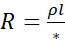 R = ρl / *